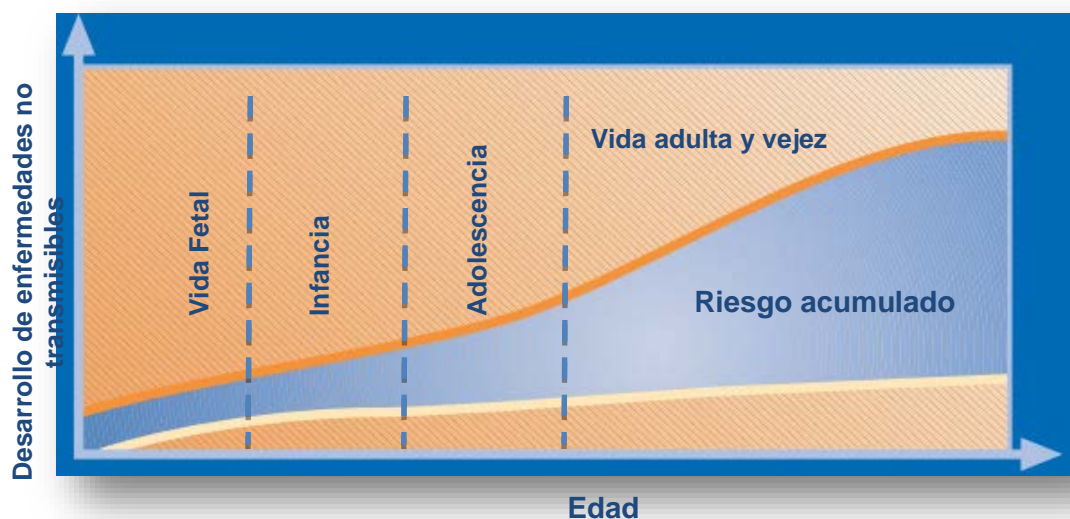 Desarrollo de enfermedades no
transmisibles
Vida Fetal
Infancia
Adolescencia
Vida adulta y vejez
Riesgo acumulado
Edad